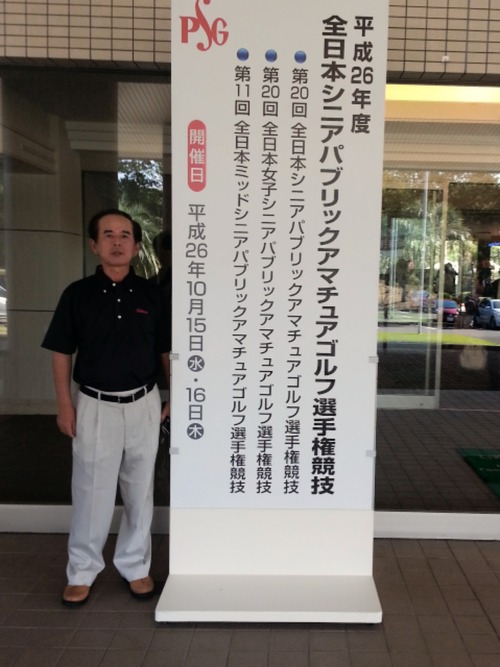 PSG
平成26年度
全日本シニアパブリックアマチュアゴルフ選手権競技
第20回 全日本シニアパブリックアマチュアゴルフ選手権競技
第20回 全日本女子シニアパブリックアマチュアゴルフ選手権競技
第11回 全日本ミッドシニアパブリックアマチュアゴルフ選手権競技
開催日 平成26年10月15日水・16日木